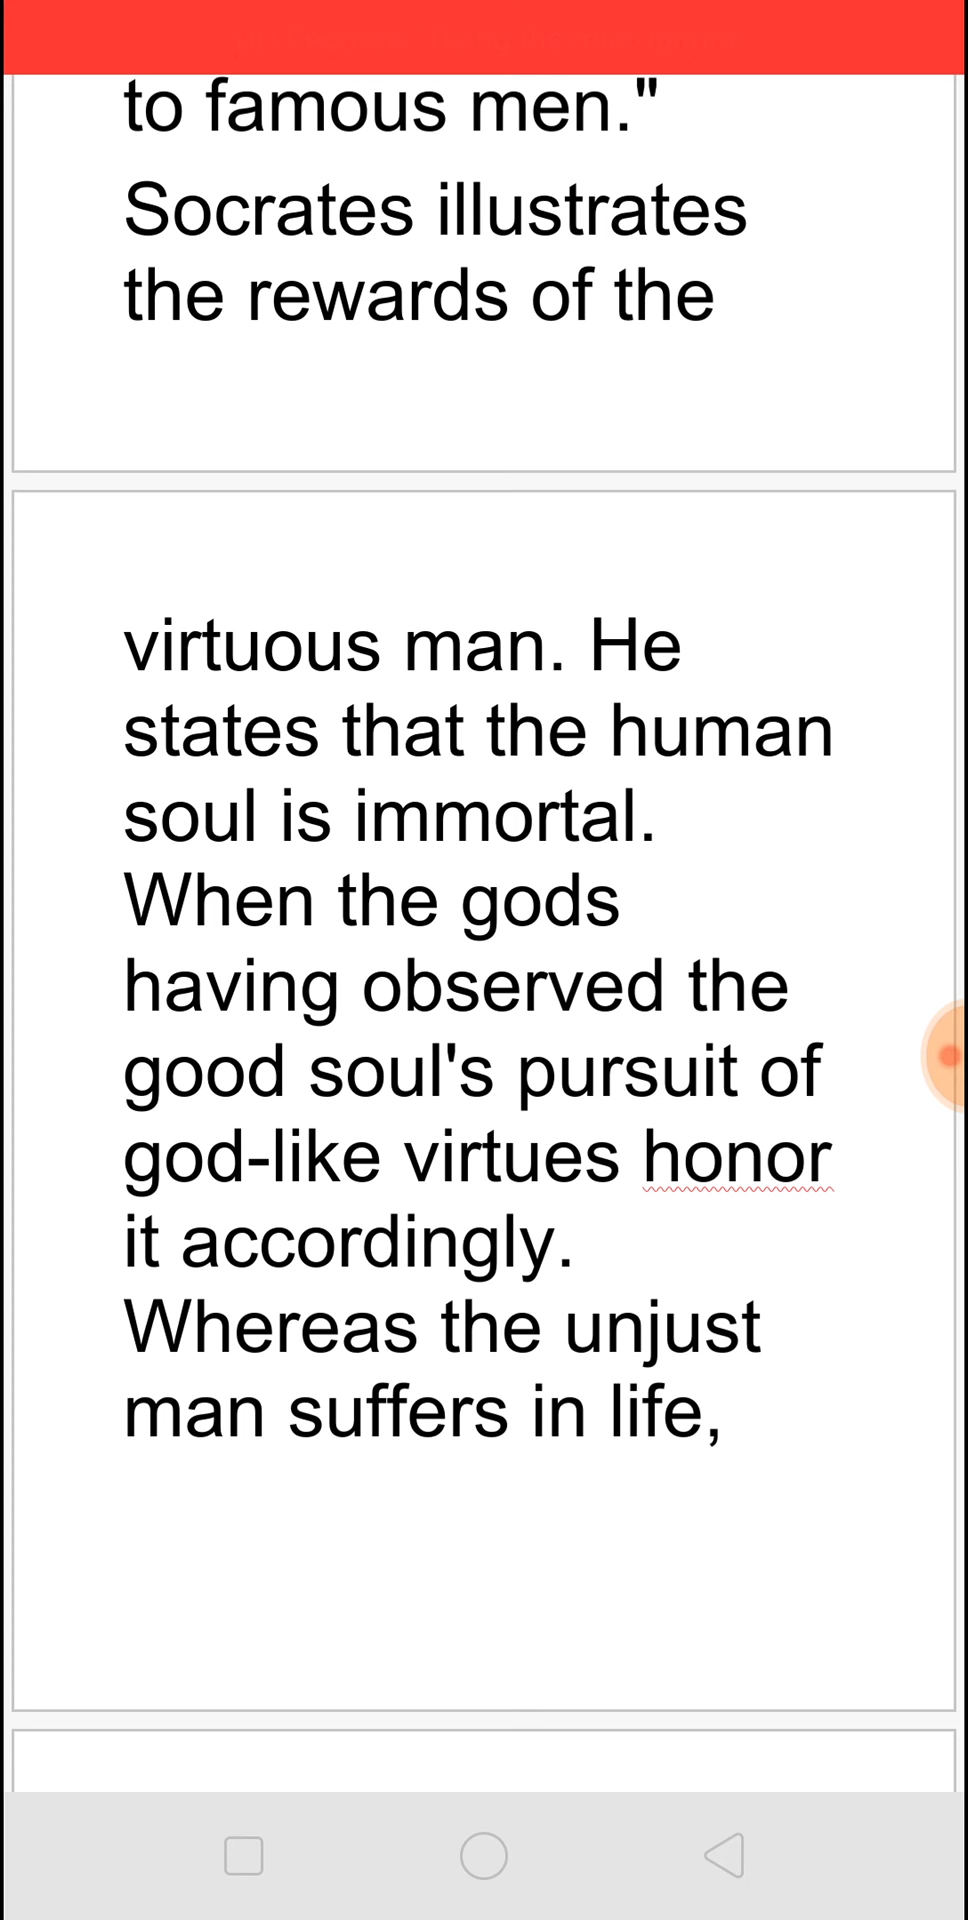 to famous men."
Socrates illustrates
the rewards of the
virtuous man. He
states that the human
soul is immortal.
When the gods
having observed the
good soul's pursuit of
god-like virtues honor
it accordingly.
Whereas the unjust
man suffers in life,